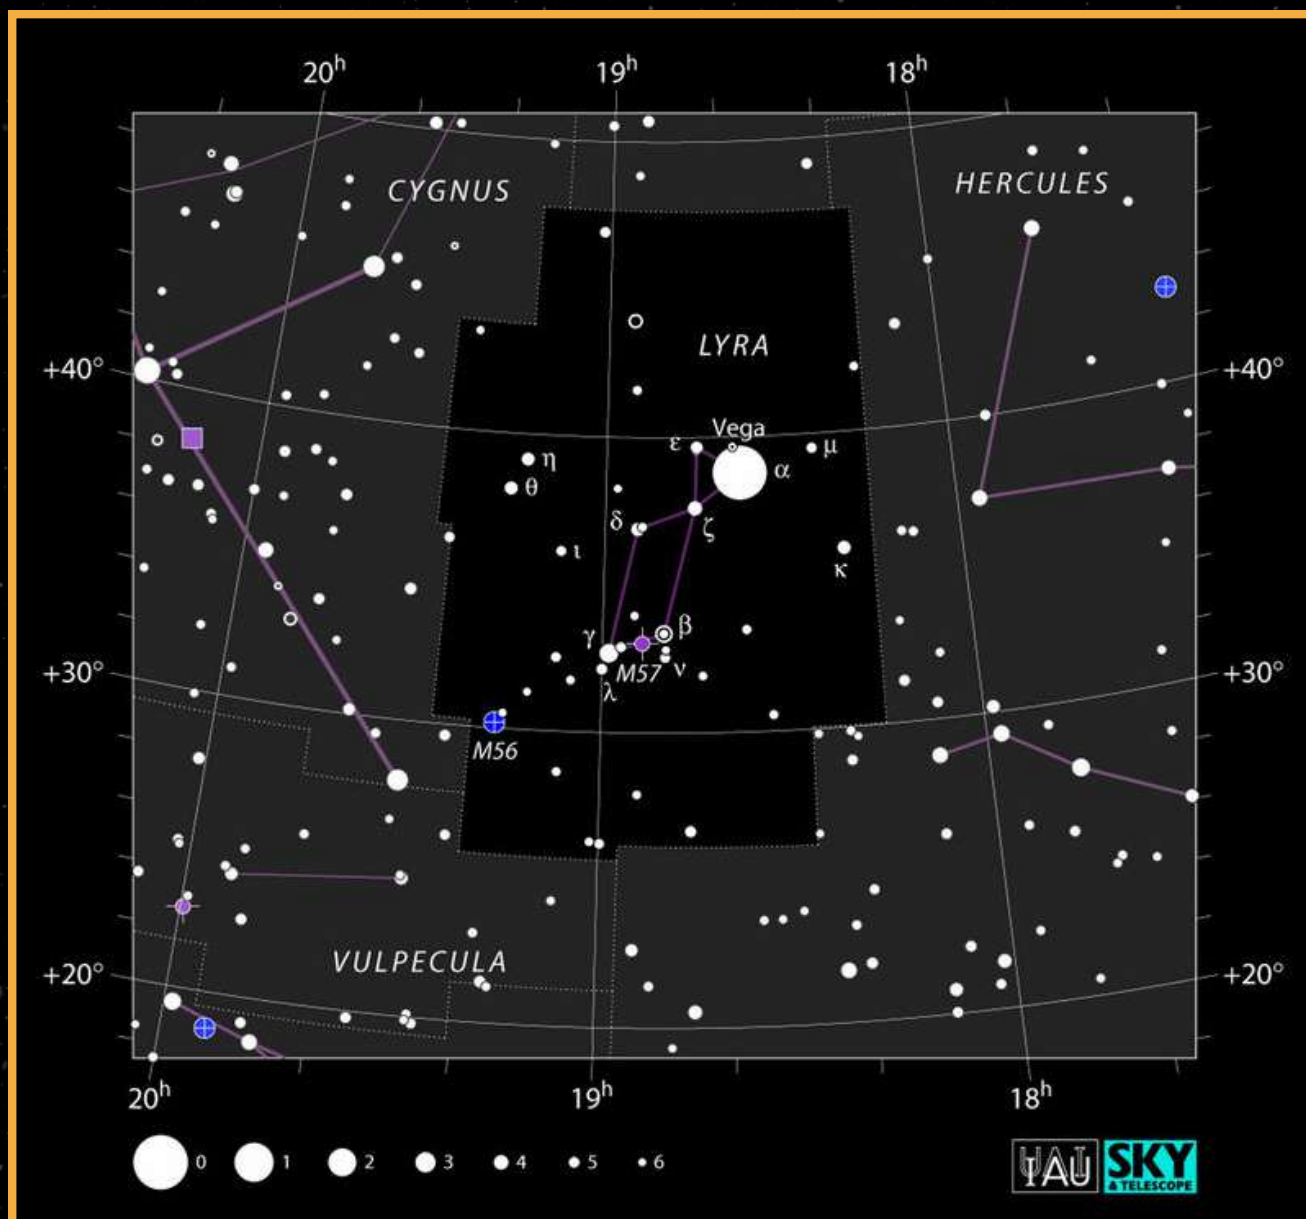 20h 19h 18h
CYGNUS
HERCULES
LYRA
+40° +40°
Vega
ε μ
η α
θ
δ ζ
ι κ
γ β
M57 ν
+30° λ +30°
M56
VULPECULA
+20° +20°
20h 19h 18h
0 1 2 3 4 5 6
IAU SKY
& TELESCOPE